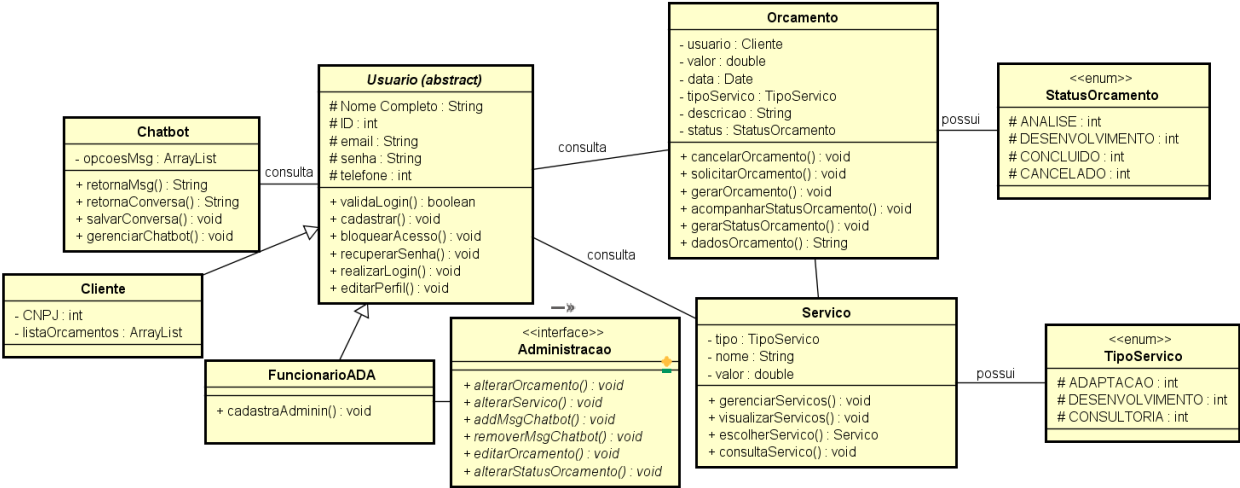 Orcamento
- usuario : Cliente
- valor : double
- data : Date
- tipoServico : TipoServico
- descricao : String
- status : StatusOrcamento
+ cancelarOrcamento() : void
+ solicitarOrcamento() : void
+ gerarOrcamento() : void
+ acompanharStatusOrcamento() : void
+ gerarStatusOrcamento() : void
+ dadosOrcamento() : String
possui
<<enum>>
StatusOrcamento
# ANALISE : int
# DESENVOLVIMENTO : int
# CONCLUIDO : int
# CANCELADO : int
Usuario (abstract)
# Nome Completo : String
# ID : int
# email : String
# senha : String
# telefone : int
+ validaLogin() : boolean
+ cadastrar() : void
+ bloquearAcesso() : void
+ recuperarSenha() : void
+ realizarLogin() : void
+ editarPerfil() : void
consulta
consulta
consulta
Chatbot
- opcoesMsg : ArrayList
+ retornaMsg() : String
+ retornaConversa() : String
+ salvarConversa() : void
+ gerenciarChatbot() : void
Cliente
- CNPJ : int
- listaOrcamentos : ArrayList
FuncionarioADA
+ cadastraAdminin() : void
<<interface>>
Administracao
+ alterarOrcamento() : void
+ alterarServico() : void
+ addMsgChatbot() : void
+ removerMsgChatbot() : void
+ editarOrcamento() : void
+ alterarStatusOrcamento() : void
Servico
- tipo : TipoServico
- nome : String
- valor : double
+ gerenciarServicos() : void
+ visualizarServicos() : void
+ escolherServico() : Servico
+ consultaServico() : void
possui
<<enum>>
TipoServico
# ADAPTACAO : int
# DESENVOLVIMENTO : int
# CONSULTORIA : int